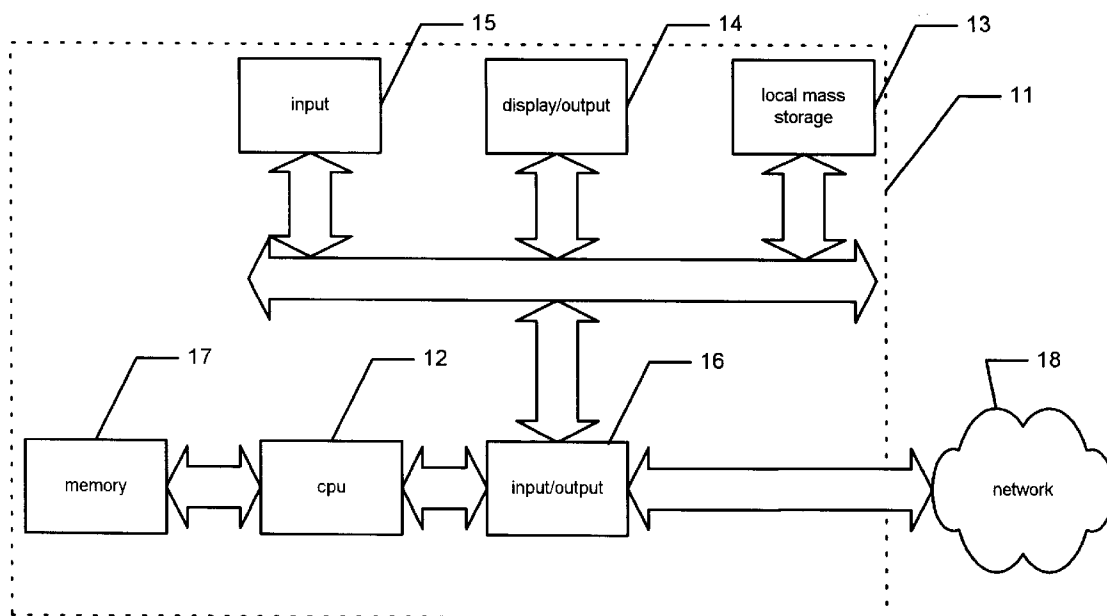 15
14
13
11
input
display/output
local mass
storage
17
12
16
18
memory
cpu
input/output
network